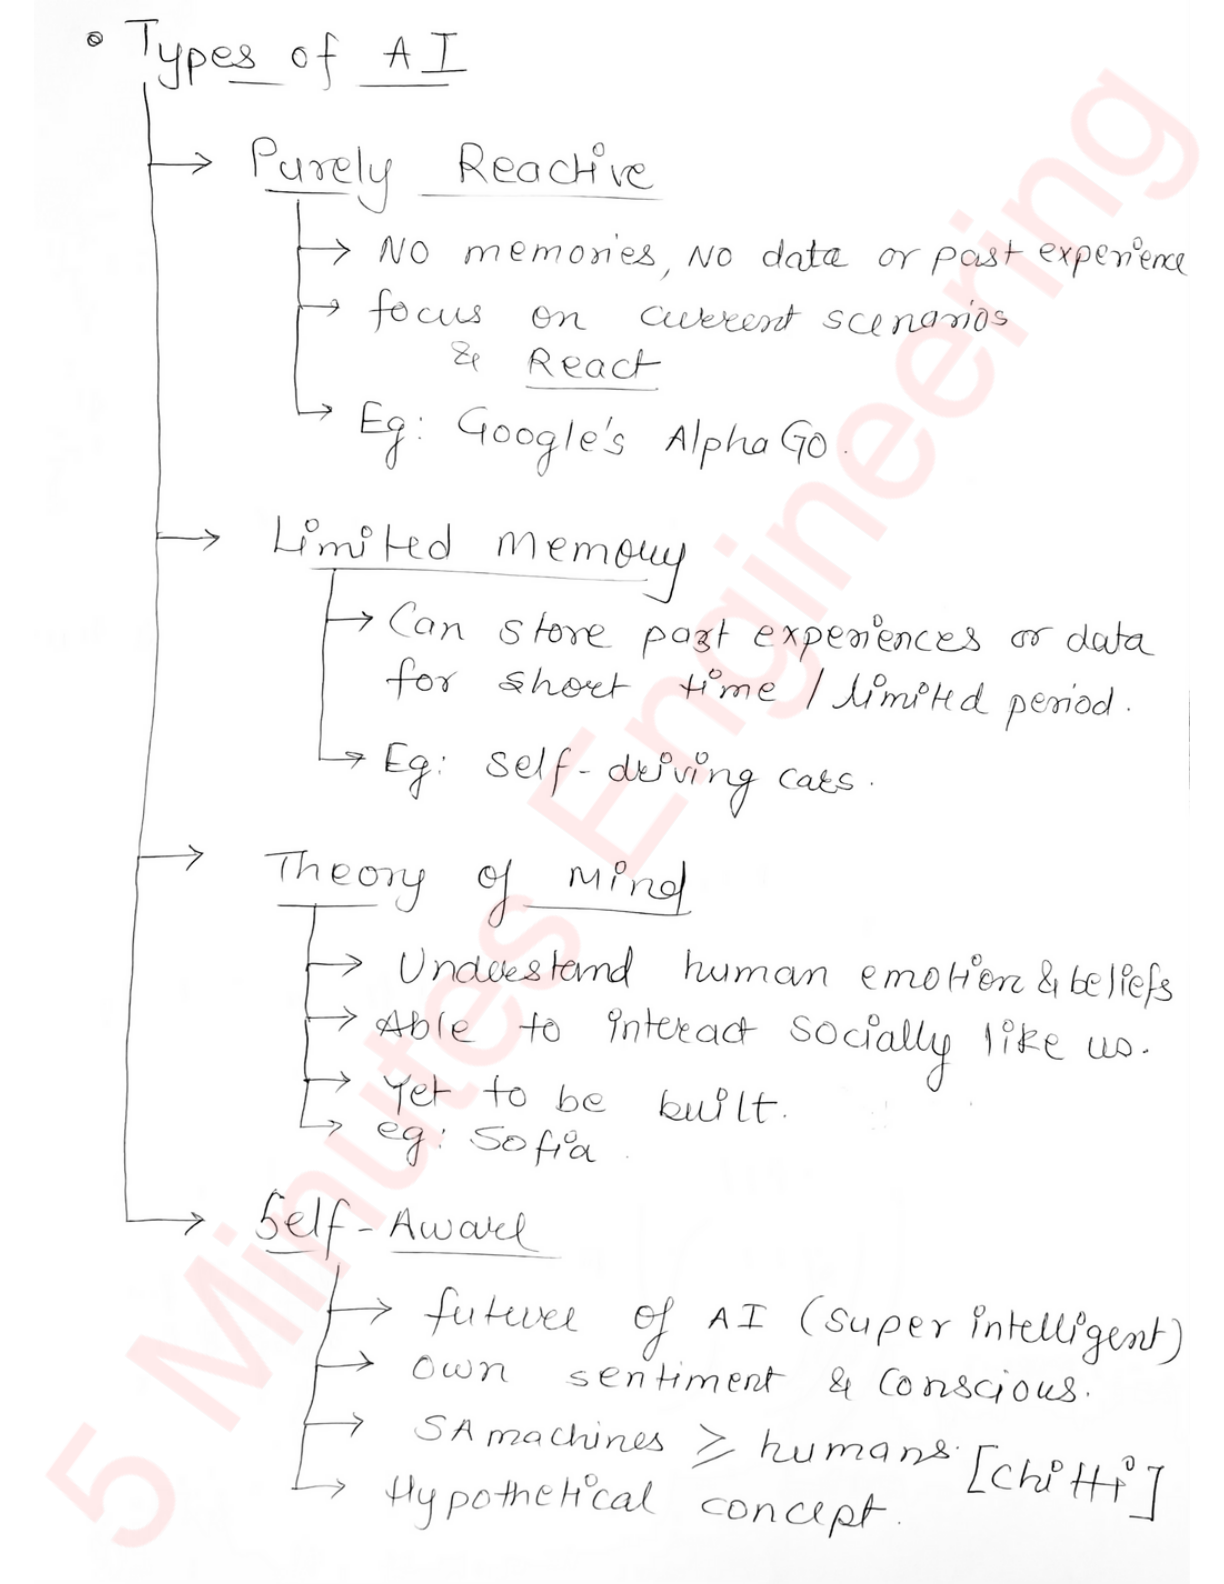 Types of AI
→ Purely Reactive
→ No memories, No data or past experience
→ focus on current scenarios
& React
→ Eg: Google's AlphaGO.
→ Limited memory
→ Can store past experiences or data
for short time / limited period.
→ Eg: self-driving cars.
→ Theory of Mind
→ Understand human emotion & beliefs
→ Able to interact socially like us.
→ Yet to be built.
→ eg: Sofia.
→ Self-Aware
→ future of AI (super intelligent)
→ own sentiment & conscious.
→ SA machines ≥ humans. [chitti]
→ Hypothetical concept.
5 Minutes Engineering